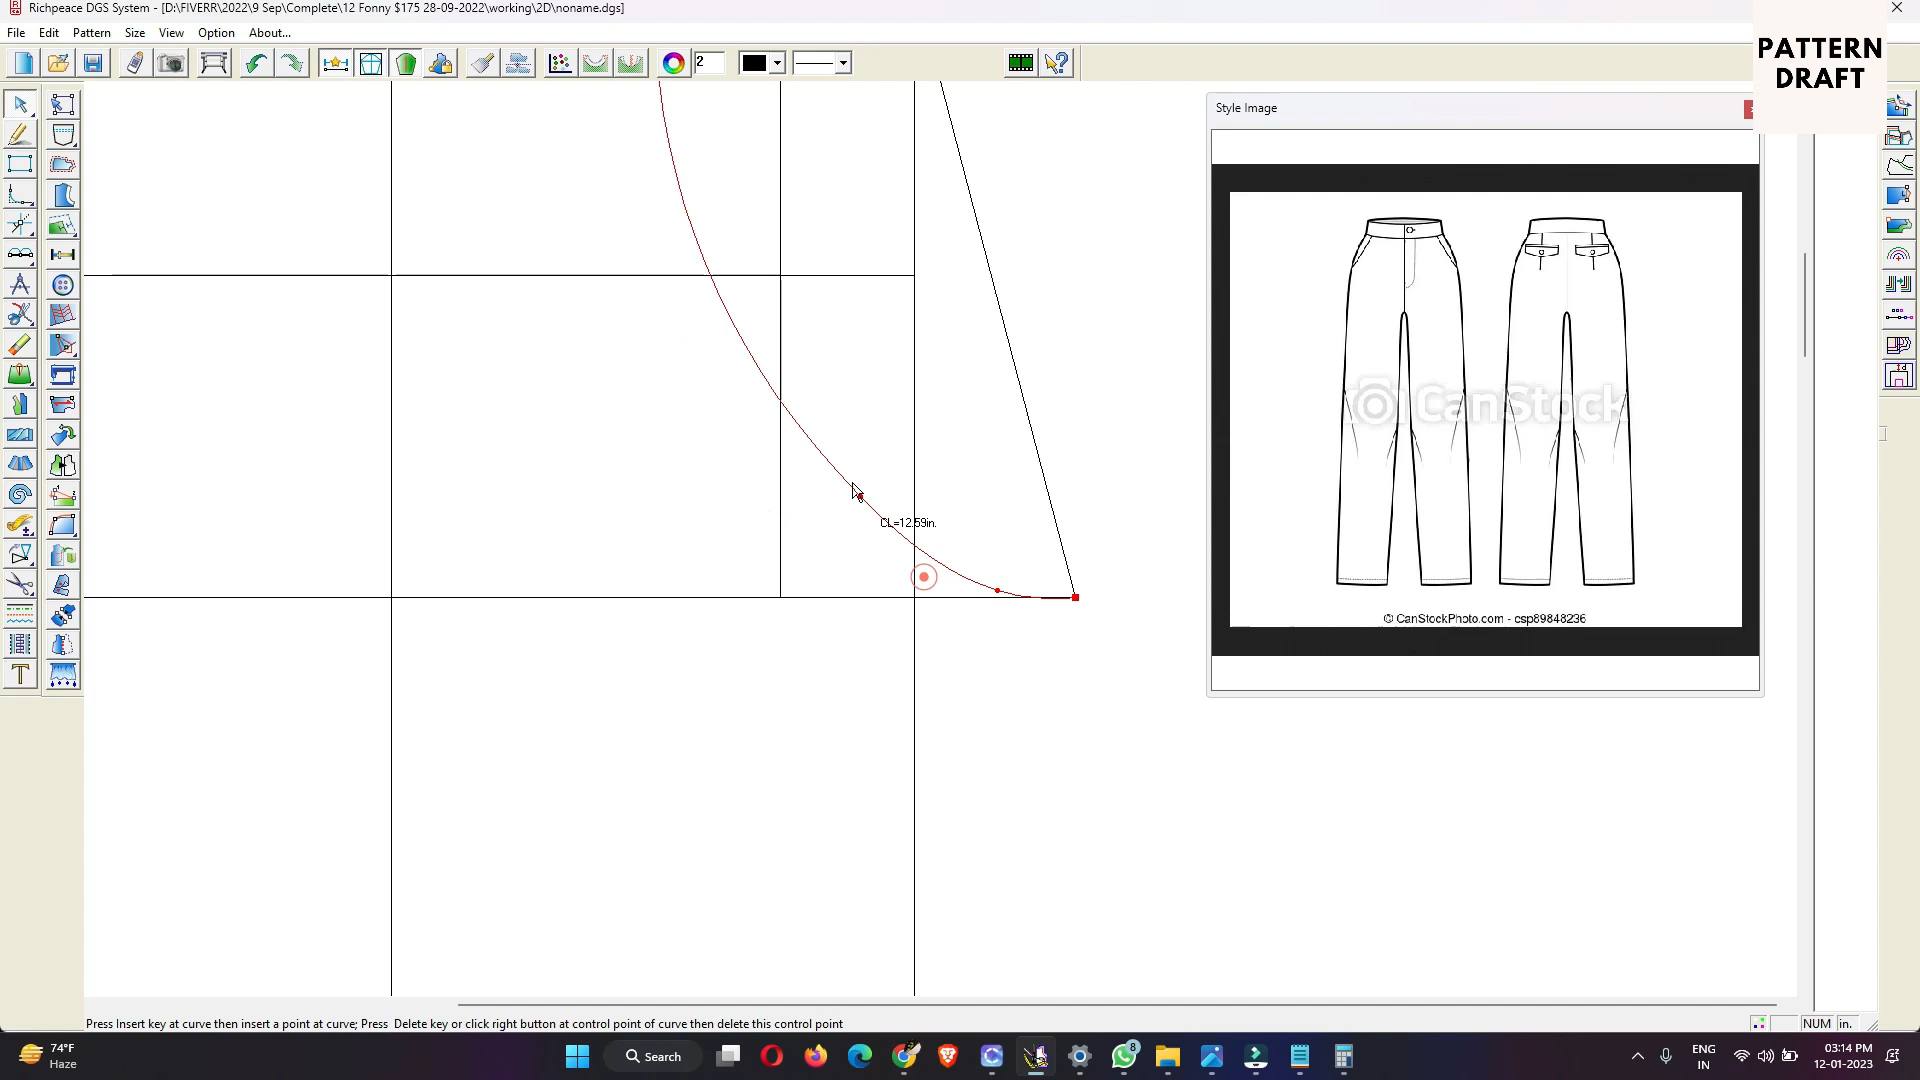 Richpeace DGS System - [D:\FIVERR\2022\9 Sep\Complete\12 Fonny $175 28-09-2022\working\2D\noname.dgs]
File Edit Pattern Size View Option About...
2
PATTERN
DRAFT
Style Image
CanStock
© CanStockPhoto.com - csp89848236
CL=12.59in.
Press Insert key at curve then insert a point at curve; Press Delete key or click right button at control point of curve then delete this control point
NUM in.
74°F
Haze
Search
8
ENG
IN
03:14 PM
12-01-2023